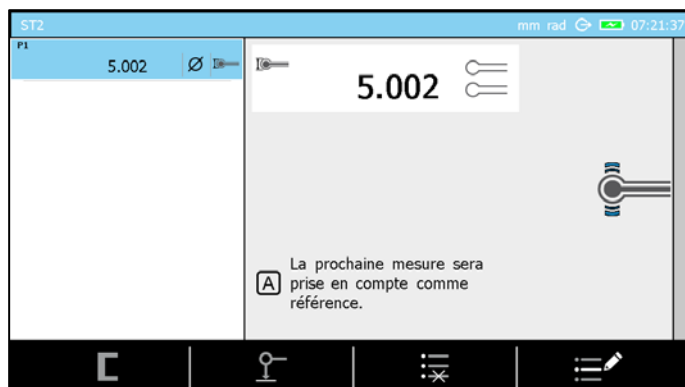 ST2
mm rad 07:21:37
P1
5.002 Ø
5.002
La prochaine mesure sera
A prise en compte comme
référence.